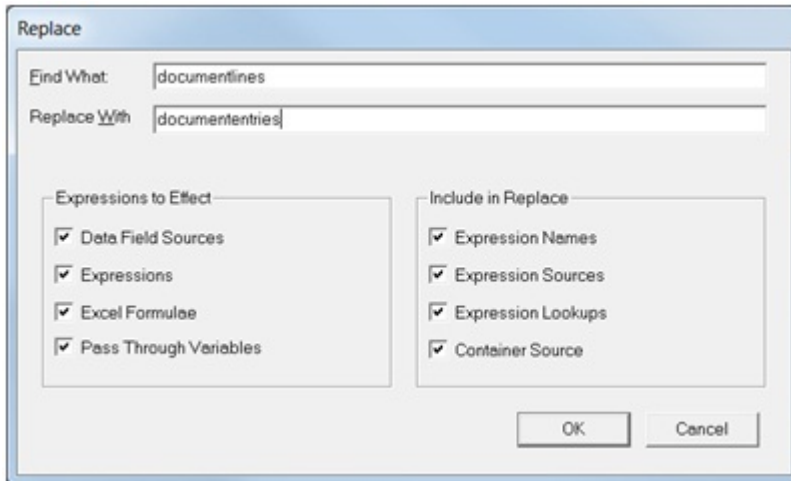 Replace
Find What: documentlines
Replace With documententries
Expressions to Effect
Data Field Sources
Expressions
Excel Formulae
Pass Through Variables
Include in Replace
Expression Names
Expression Sources
Expression Lookups
Container Source
OK Cancel